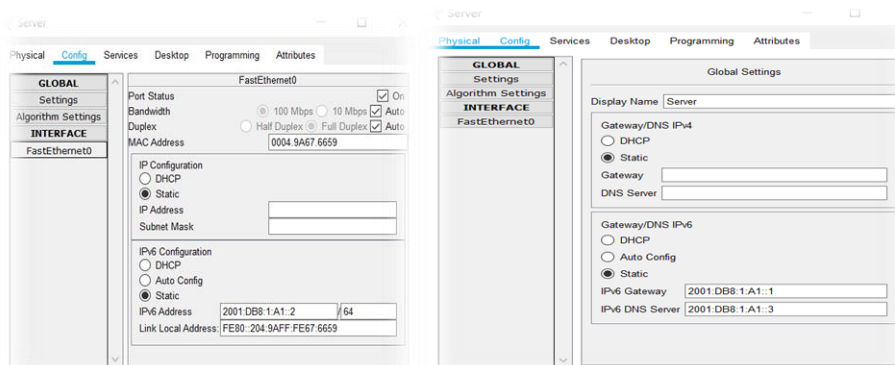 Server
Physical Config Services Desktop Programming Attributes
GLOBAL
Settings
Algorithm Settings
INTERFACE
FastEthernet0
FastEthernet0
Port Status On
Bandwidth 100 Mbps 10 Mbps Auto
Duplex Half Duplex Full Duplex Auto
MAC Address 0004.9A67.6659
IP Configuration
DHCP
Static
IP Address
Subnet Mask
IPv6 Configuration
DHCP
Auto Config
Static
IPv6 Address 2001:DB8:1:A1::2 / 64
Link Local Address: FE80::204:9AFF:FE67:6659
Server
Physical Config Services Desktop Programming Attributes
GLOBAL
Settings
Algorithm Settings
INTERFACE
FastEthernet0
Global Settings
Display Name Server
Gateway/DNS IPv4
DHCP
Static
Gateway
DNS Server
Gateway/DNS IPv6
DHCP
Auto Config
Static
IPv6 Gateway 2001:DB8:1:A1::1
IPv6 DNS Server 2001:DB8:1:A1::3